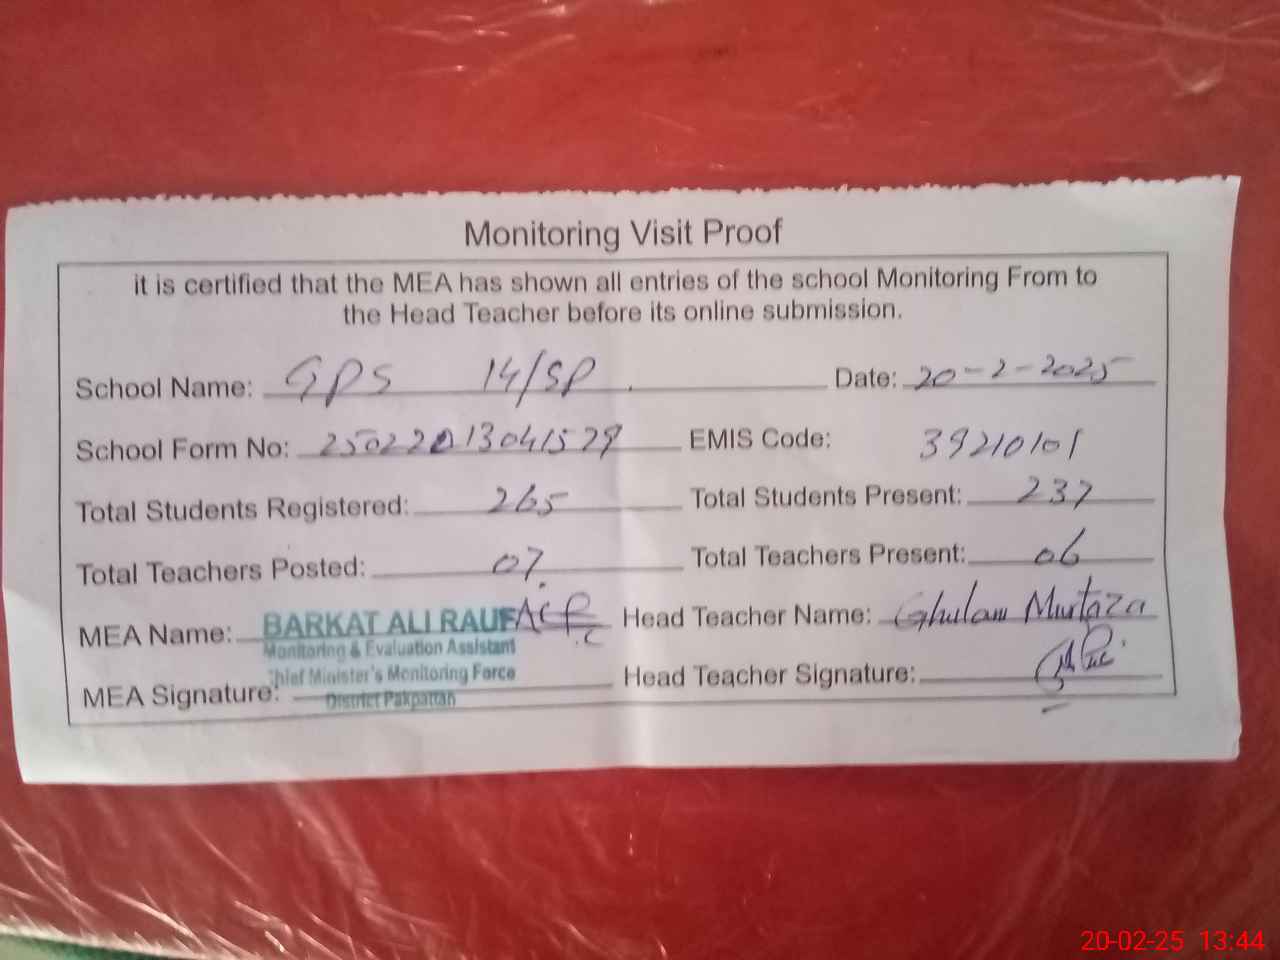 Monitoring Visit Proof
it is certified that the MEA has shown all entries of the school Monitoring From to
the Head Teacher before its online submission.
School Name: GPS 14/SP. Date: 20-2-2025
School Form No: 25022013041579 EMIS Code: 39210101
Total Students Registered: 265 Total Students Present: 237
Total Teachers Posted: 07. Total Teachers Present: 06
MEA Name: BARKAT ALI RAUF Head Teacher Name: Ghulam Murtaza
Monitoring & Evaluation Assistant
Chief Minister's Monitoring Force
MEA Signature: Head Teacher Signature:
District Pakpattan
20-02-25 13:44